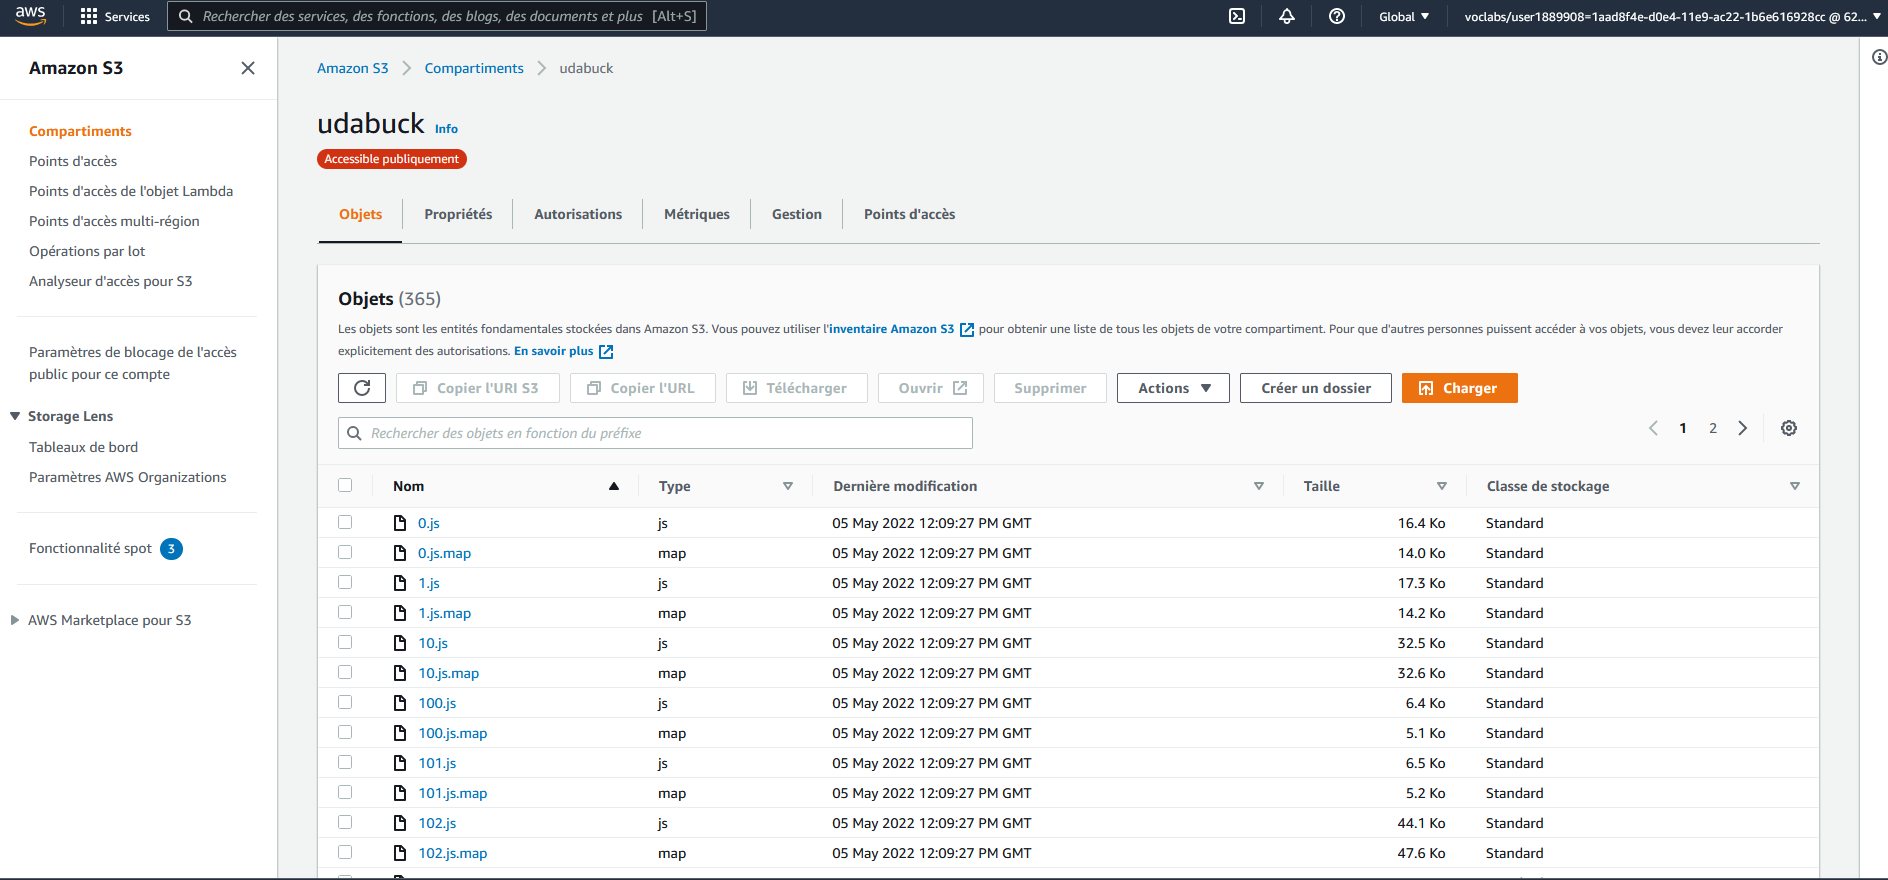 aws Services Rechercher des services, des fonctions, des blogs, des documents et plus [Alt+S] Global voclabs/user1889908=1aad8f4e-d0e4-11e9-ac22-1b6e616928cc @ 62...
Amazon S3
Compartiments
Points d'accès
Points d'accès de l'objet Lambda
Points d'accès multi-région
Opérations par lot
Analyseur d'accès pour S3
Paramètres de blocage de l'accès
public pour ce compte
Storage Lens
Tableaux de bord
Paramètres AWS Organizations
Fonctionnalité spot 3
AWS Marketplace pour S3
Amazon S3 Compartiments udabuck
udabuck Info
Accessible publiquement
Objets Propriétés Autorisations Métriques Gestion Points d'accès
Objets (365)
Les objets sont les entités fondamentales stockées dans Amazon S3. Vous pouvez utiliser l'inventaire Amazon S3 pour obtenir une liste de tous les objets de votre compartiment. Pour que d'autres personnes puissent accéder à vos objets, vous devez leur accorder
explicitement des autorisations. En savoir plus
Copier l'URI S3 Copier l'URL Télécharger Ouvrir Supprimer Actions Créer un dossier Charger
Rechercher des objets en fonction du préfixe 1 2
Nom Type Dernière modification Taille Classe de stockage
0.js js 05 May 2022 12:09:27 PM GMT 16.4 Ko Standard
0.js.map map 05 May 2022 12:09:27 PM GMT 14.0 Ko Standard
1.js js 05 May 2022 12:09:27 PM GMT 17.3 Ko Standard
1.js.map map 05 May 2022 12:09:27 PM GMT 14.2 Ko Standard
10.js js 05 May 2022 12:09:27 PM GMT 32.5 Ko Standard
10.js.map map 05 May 2022 12:09:27 PM GMT 32.6 Ko Standard
100.js js 05 May 2022 12:09:27 PM GMT 6.4 Ko Standard
100.js.map map 05 May 2022 12:09:27 PM GMT 5.1 Ko Standard
101.js js 05 May 2022 12:09:27 PM GMT 6.5 Ko Standard
101.js.map map 05 May 2022 12:09:27 PM GMT 5.2 Ko Standard
102.js js 05 May 2022 12:09:27 PM GMT 44.1 Ko Standard
102.js.map map 05 May 2022 12:09:27 PM GMT 47.6 Ko Standard